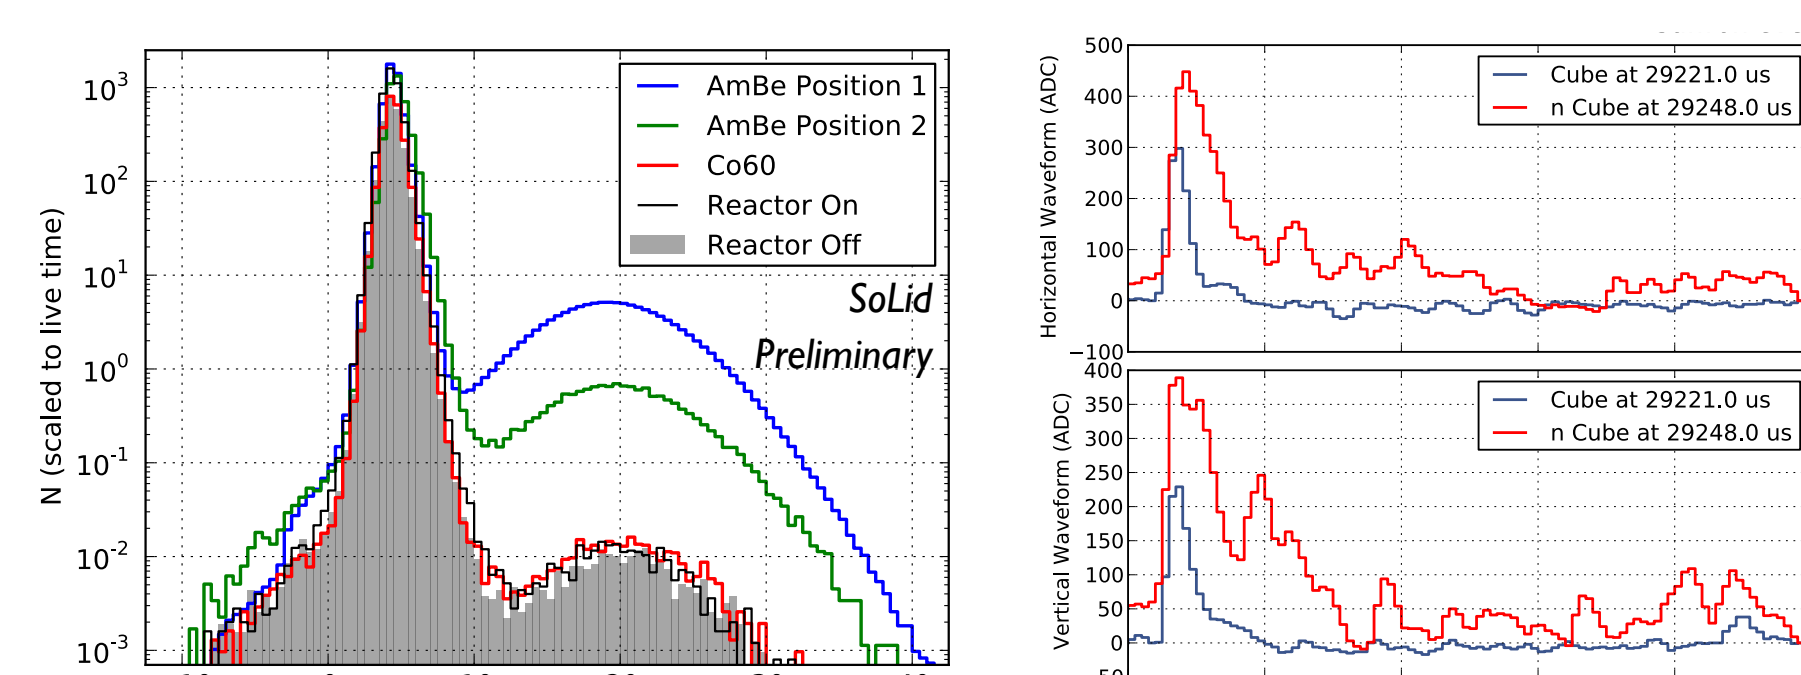 N (scaled to live time)
10³
10²
10¹
10⁰
10⁻¹
10⁻²
10⁻³
AmBe Position 1
AmBe Position 2
Co60
Reactor On
Reactor Off
SoLid
Preliminary
Horizontal Waveform (ADC)
500
400
300
200
100
0
−100
Cube at 29221.0 us
n Cube at 29248.0 us
Vertical Waveform (ADC)
400
350
300
250
200
150
100
50
0
Cube at 29221.0 us
n Cube at 29248.0 us